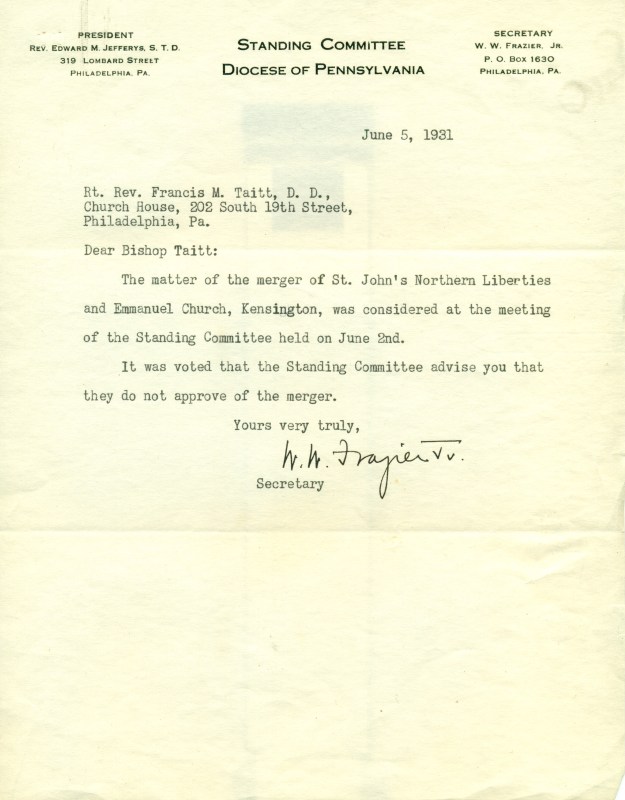 PRESIDENT
REV. EDWARD M. JEFFERYS, S. T. D.
319 LOMBARD STREET
PHILADELPHIA, PA.
STANDING COMMITTEE
DIOCESE OF PENNSYLVANIA
SECRETARY
W. W. FRAZIER, JR.
P. O. BOX 1630
PHILADELPHIA, PA.
June 5, 1931
Rt. Rev. Francis M. Taitt, D. D.,
Church House, 202 South 19th Street,
Philadelphia, Pa.
Dear Bishop Taitt:
The matter of the merger of St. John's Northern Liberties
and Emmanuel Church, Kensington, was considered at the meeting
of the Standing Committee held on June 2nd.
It was voted that the Standing Committee advise you that
they do not approve of the merger.
Yours very truly,
W. W. Frazier Jr.
Secretary